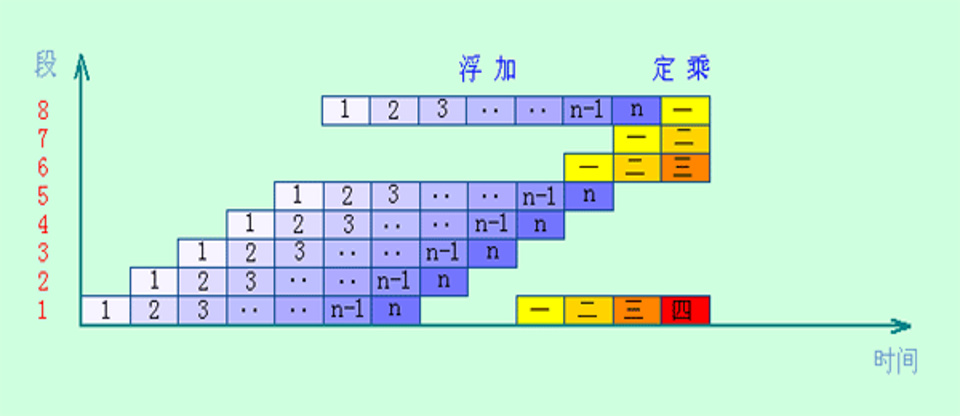 段 浮加 定乘
8 1 2 3 ·· ·· n-1 n 一
7 一 二
6 一 二 三
5 1 2 3 ·· ·· n-1 n
4 1 2 3 ·· ·· n-1 n
3 1 2 3 ·· ·· n-1 n
2 1 2 3 ·· ·· n-1 n
1 1 2 3 ·· ·· n-1 n 一 二 三 四
时间